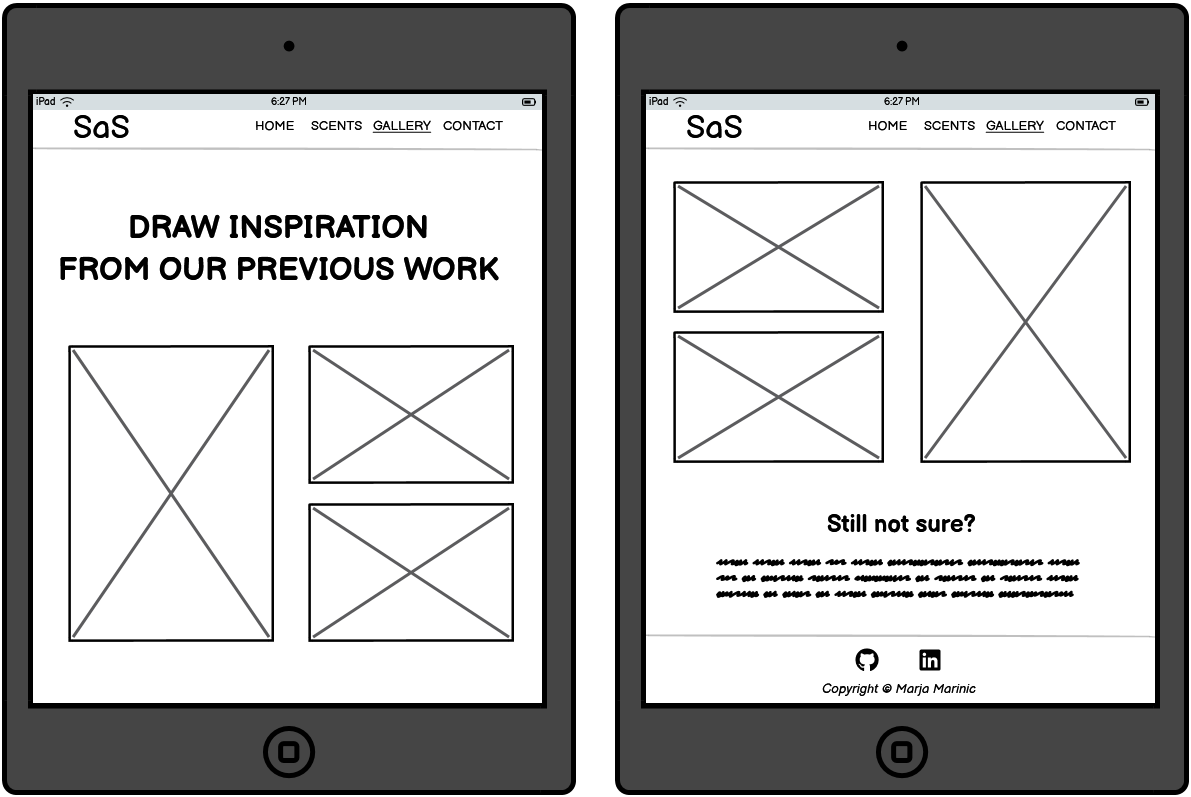 iPad 6:27 PM
SaS HOME SCENTS GALLERY CONTACT
DRAW INSPIRATION
FROM OUR PREVIOUS WORK
iPad 6:27 PM
SaS HOME SCENTS GALLERY CONTACT
Still not sure?
in
Copyright © Marja Marinic